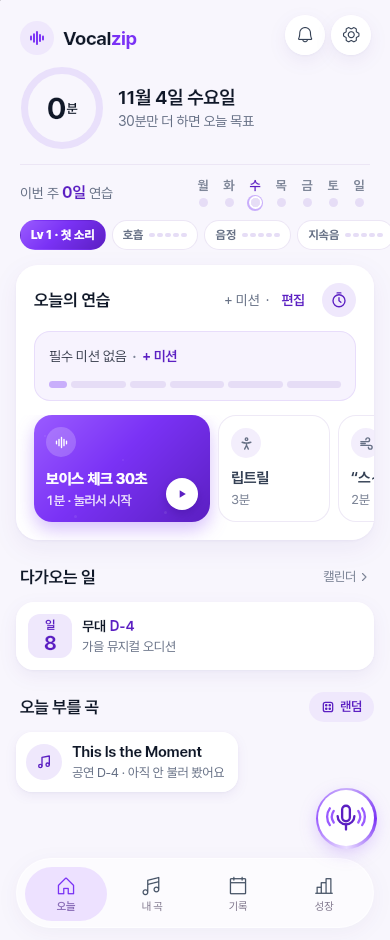 Vocalzip
0분
11월 4일 수요일
30분만 더 하면 오늘 목표
이번 주 0일 연습
월 화 수 목 금 토 일
Lv 1 · 첫 소리
호흡
음정
지속음
오늘의 연습
+ 미션 · 편집
필수 미션 없음 · + 미션
보이스 체크 30초
1분 · 눌러서 시작
립트릴
3분
“스
2분
다가오는 일
캘린더
일
8
무대 D-4
가을 뮤지컬 오디션
오늘 부를 곡
랜덤
This Is the Moment
공연 D-4 · 아직 안 불러 봤어요
오늘
내 곡
기록
성장